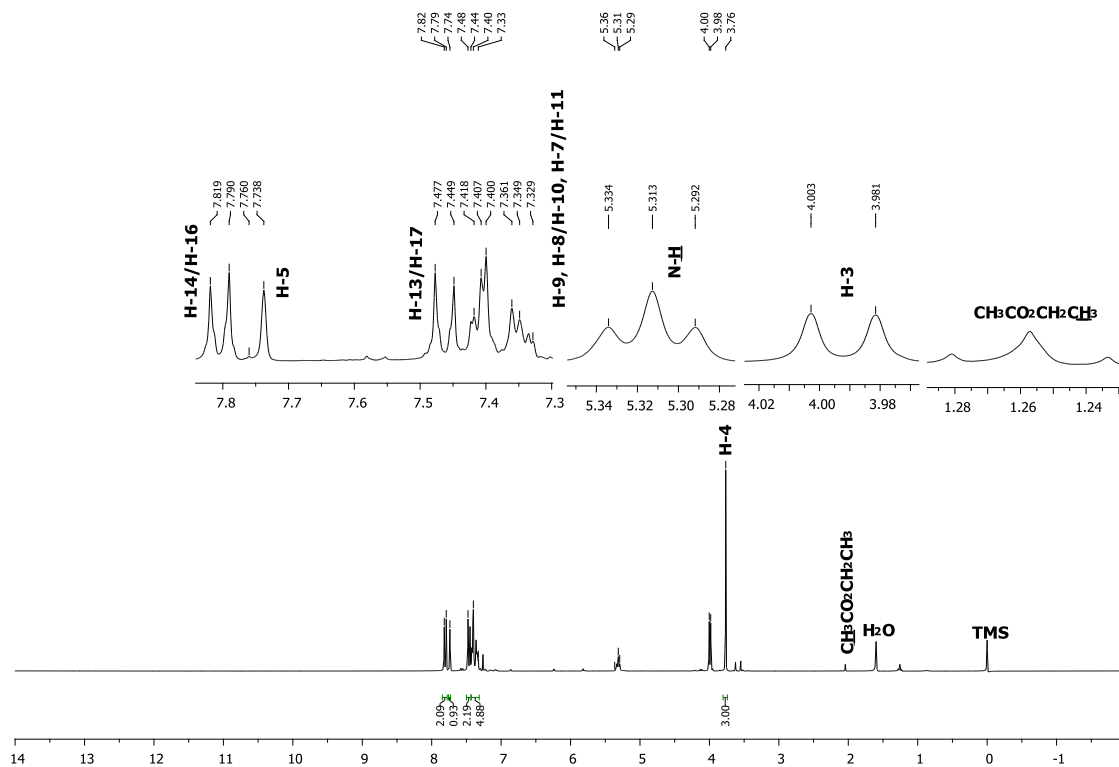 7.82
7.79
7.74
7.48
7.44
7.40
7.33
5.36
5.31
5.29
4.00
3.98
3.76
7.819
7.790
7.760
7.738
7.477
7.449
7.418
7.407
7.400
7.361
7.349
7.329
5.334
5.313
5.292
4.003
3.981
H-14/H-16
H-5
H-13/H-17
H-9, H-8/H-10, H-7/H-11
N-H
H-3
CH3CO2CH2CH3
7.8 7.7 7.6 7.5 7.4 7.3
5.34 5.32 5.30 5.28
4.02 4.00 3.98
1.28 1.26 1.24
H-4
CH3CO2CH2CH3
H2O
TMS
2.09
0.93
2.19
4.88
3.00
14 13 12 11 10 9 8 7 6 5 4 3 2 1 0 -1